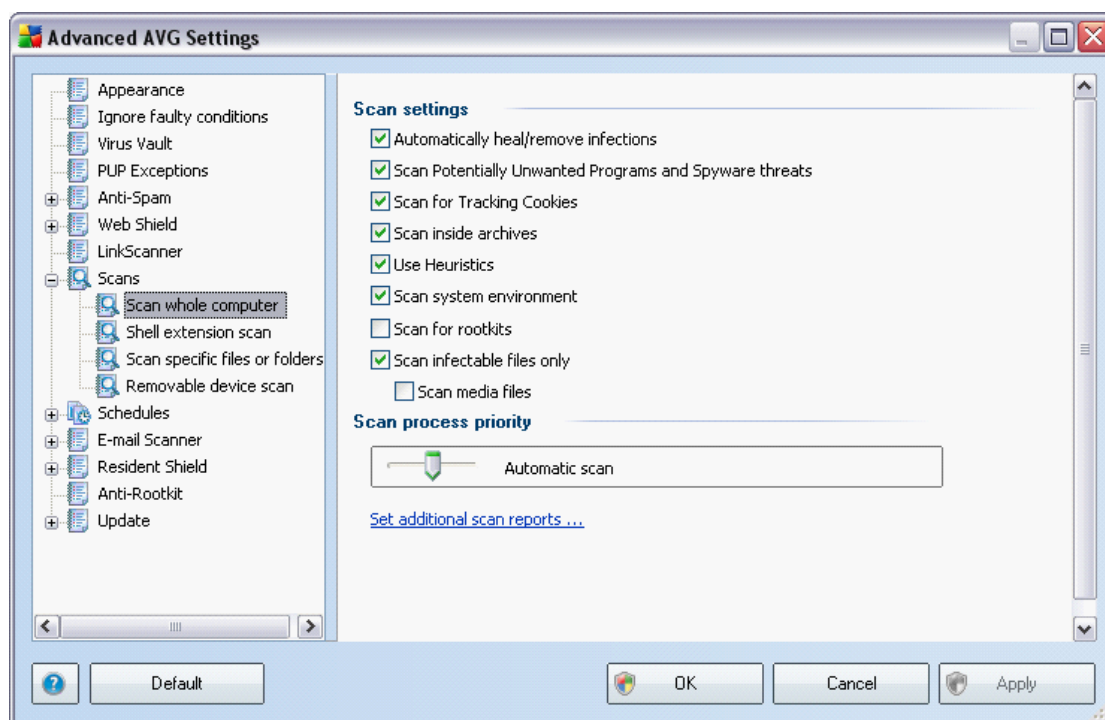 Advanced AVG Settings
Appearance
Ignore faulty conditions
Virus Vault
PUP Exceptions
Anti-Spam
Web Shield
LinkScanner
Scans
Scan whole computer
Shell extension scan
Scan specific files or folders
Removable device scan
Schedules
E-mail Scanner
Resident Shield
Anti-Rootkit
Update
Scan settings
Automatically heal/remove infections
Scan Potentially Unwanted Programs and Spyware threats
Scan for Tracking Cookies
Scan inside archives
Use Heuristics
Scan system environment
Scan for rootkits
Scan infectable files only
Scan media files
Scan process priority
Automatic scan
Set additional scan reports ...
Default
OK
Cancel
Apply